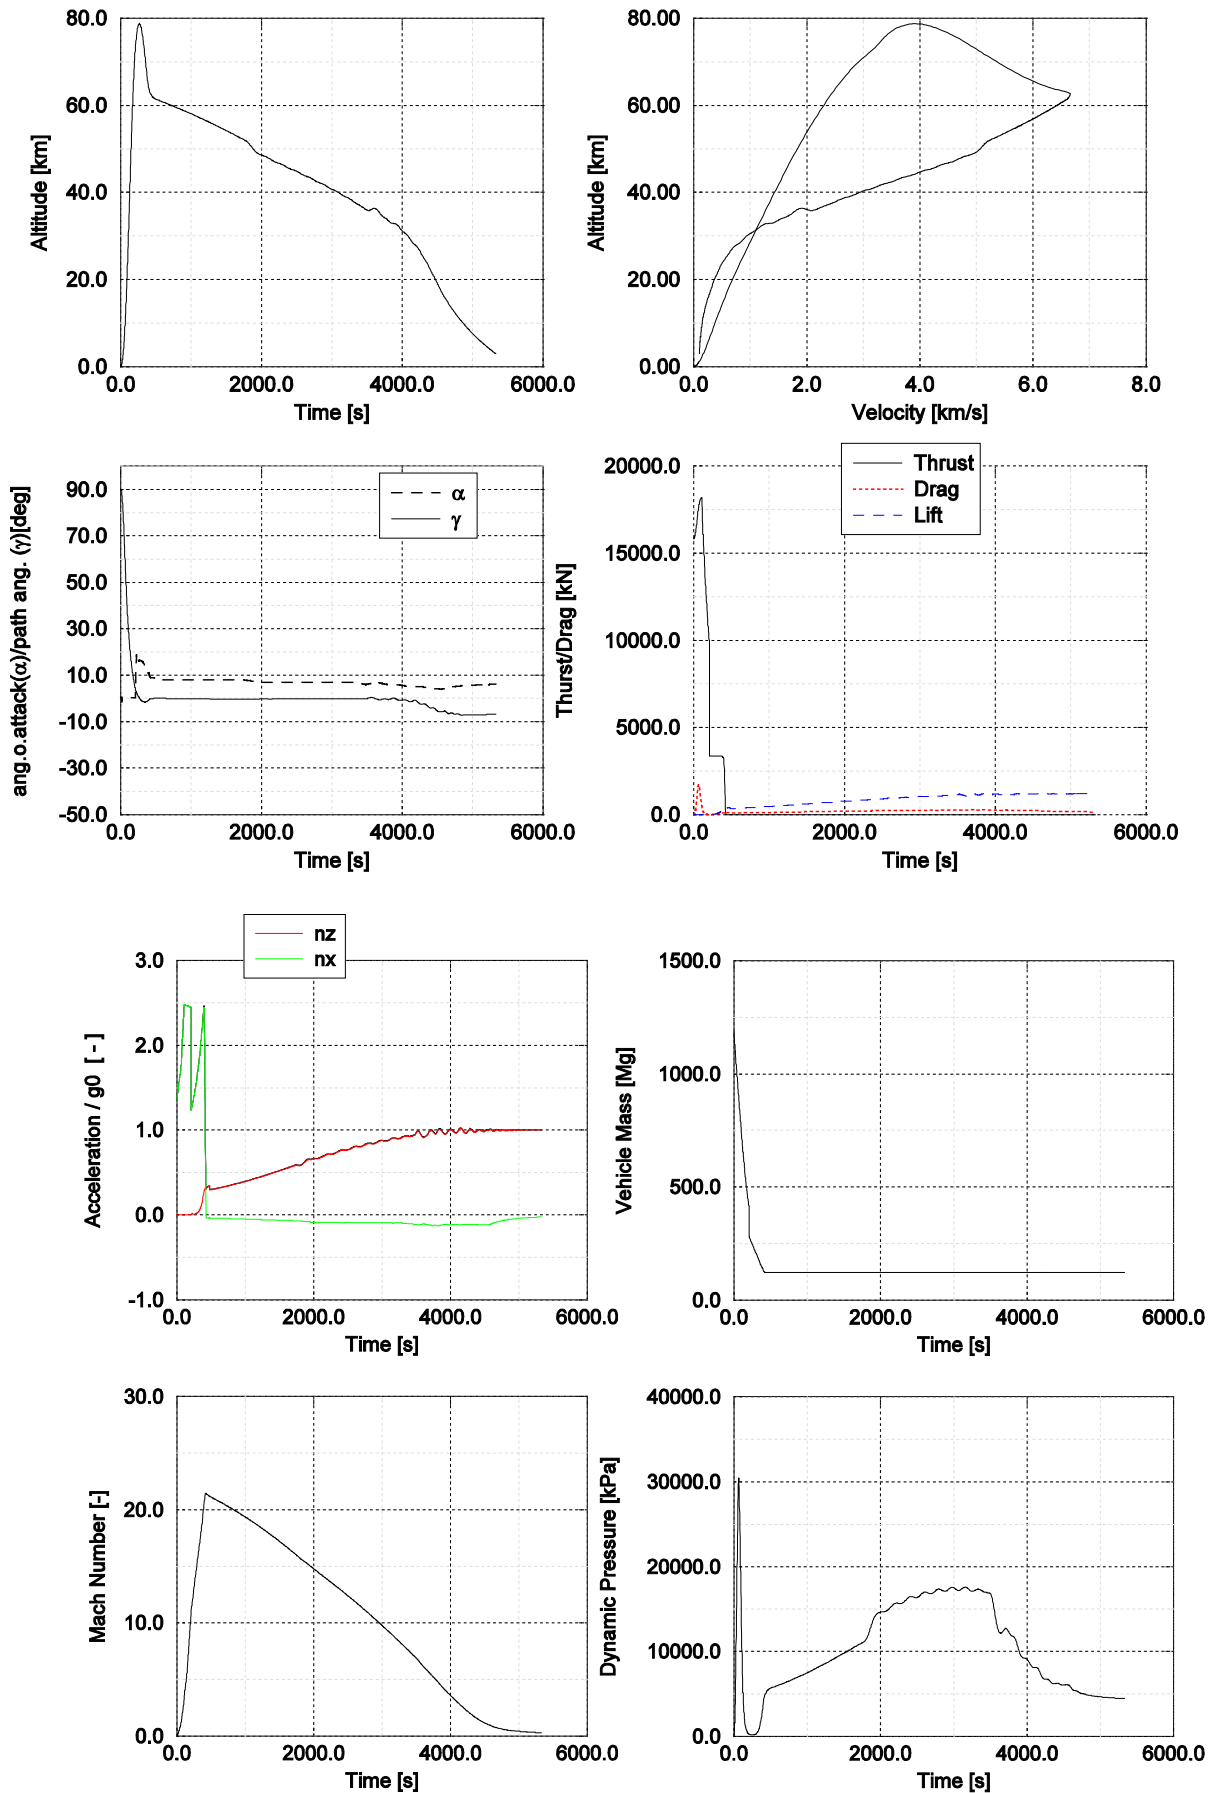 80.0
60.0
40.0
20.0
0.0
Altitude [km]
0.0 2000.0 4000.0 6000.0
Time [s]
80.00
60.00
40.00
20.00
0.00
Altitude [km]
0.0 2.0 4.0 6.0 8.0
Velocity [km/s]
90.0
70.0
50.0
30.0
10.0
-10.0
-30.0
-50.0
ang.o.attack(α)/path ang. (γ)[deg]
α
γ
0.0 2000.0 4000.0 6000.0
Time [s]
20000.0
15000.0
10000.0
5000.0
0.0
Thurst/Drag [kN]
Thrust
Drag
Lift
0.0 2000.0 4000.0 6000.0
Time [s]
nz
nx
3.0
2.0
1.0
0.0
-1.0
Acceleration / g0 [ - ]
0.0 2000.0 4000.0 6000.0
Time [s]
1500.0
1000.0
500.0
0.0
Vehicle Mass [Mg]
0.0 2000.0 4000.0 6000.0
Time [s]
30.0
20.0
10.0
0.0
Mach Number [-]
0.0 2000.0 4000.0 6000.0
Time [s]
40000.0
30000.0
20000.0
10000.0
0.0
Dynamic Pressure [kPa]
0.0 2000.0 4000.0 6000.0
Time [s]